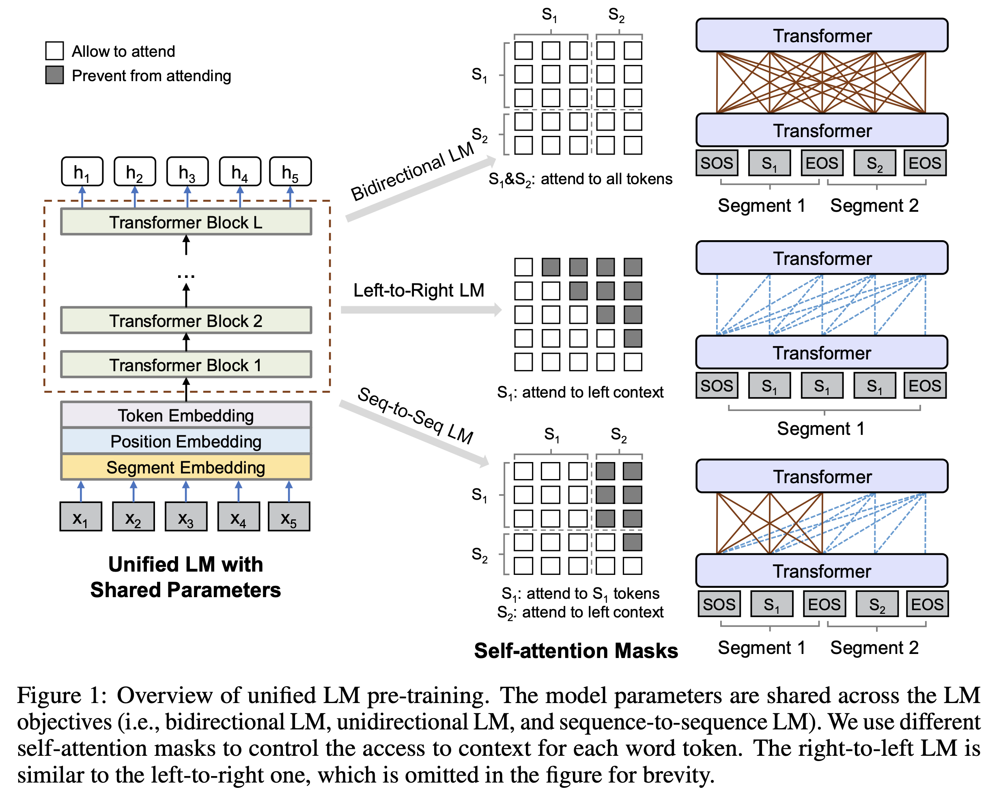 Allow to attend
Prevent from attending
h1 h2 h3 h4 h5
Transformer Block L
...
Transformer Block 2
Transformer Block 1
Token Embedding
Position Embedding
Segment Embedding
x1 x2 x3 x4 x5
Unified LM with
Shared Parameters
Bidirectional LM
S1 S2
S1
S2
S1&S2: attend to all tokens
Transformer
Transformer
SOS S1 EOS S2 EOS
Segment 1 Segment 2
Left-to-Right LM
S1: attend to left context
Transformer
Transformer
SOS S1 S1 S1 EOS
Segment 1
Seq-to-Seq LM
S1 S2
S1
S2
S1: attend to S1 tokens
S2: attend to left context
Transformer
Transformer
SOS S1 EOS S2 EOS
Segment 1 Segment 2
Self-attention Masks
Figure 1: Overview of unified LM pre-training. The model parameters are shared across the LM
objectives (i.e., bidirectional LM, unidirectional LM, and sequence-to-sequence LM). We use different
self-attention masks to control the access to context for each word token. The right-to-left LM is
similar to the left-to-right one, which is omitted in the figure for brevity.